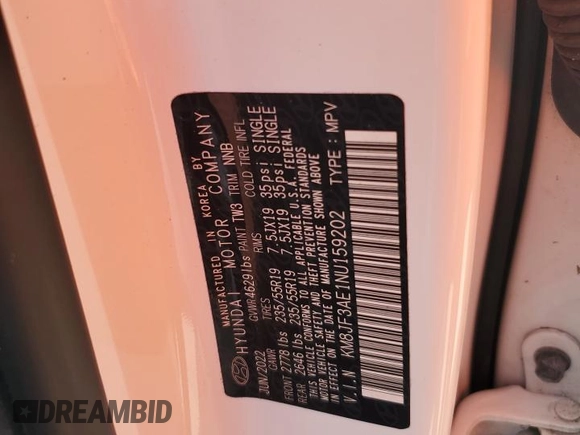 MANUFACTURED IN KOREA BY
HYUNDAI MOTOR COMPANY
JUN/2022 GVWR 4629lbs PAINT TW3 TRIM NNB
GAWR TIRES RIMS COLD TIRE INFL
FRONT 2778 lbs 235/55R19 7.5JX19 35psi SINGLE
REAR 2646 lbs 235/55R19 7.5JX19 35psi SINGLE
THIS VEHICLE CONFORMS TO ALL APPLICABLE U.S.A. FEDERAL
MOTOR VEHICLE SAFETY AND THEFT PREVENTION STANDARDS
IN EFFECT ON THE DATE OF MANUFACTURE SHOWN ABOVE
V.I.N KM8JF3AE1NU159202 TYPE : MPV
DREAMBID